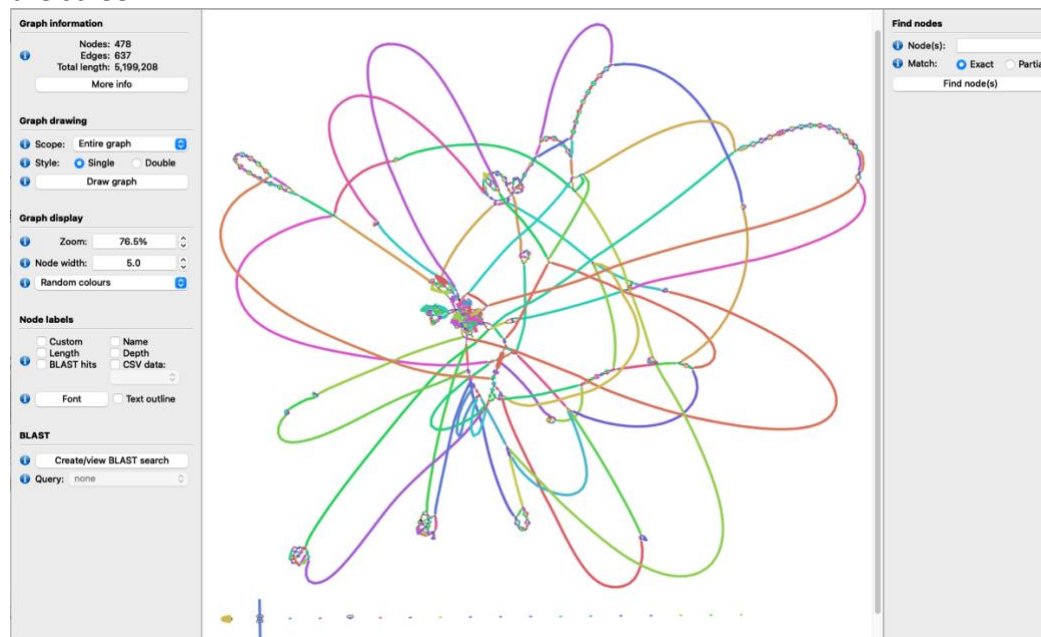 Graph information
Nodes: 478
Edges: 637
Total length: 5,199,208
More info
Graph drawing
Scope: Entire graph
Style: Single Double
Draw graph
Graph display
Zoom: 76.5%
Node width: 5.0
Random colours
Node labels
Custom Name
Length Depth
BLAST hits CSV data:
Font Text outline
BLAST
Create/view BLAST search
Query: none
Find nodes
Node(s):
Match: Exact Partia
Find node(s)